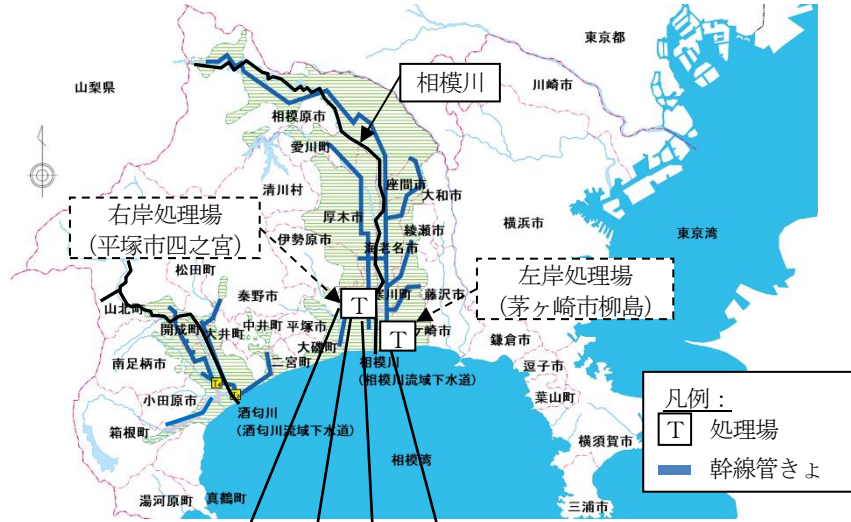 東京都
山梨県
川崎市
相模川
相模原市
愛川町
座間市
大和市
清川村
右岸処理場
(平塚市四之宮)
厚木市
綾瀬市
横浜市
東京湾
伊勢原市
海老名市
左岸処理場
(茅ヶ崎市柳島)
松田町
秦野市
T
寒川町
藤沢市
山北町
開成町
大井町
中井町
平塚市
T
ヶ崎市
大磯町
鎌倉市
南足柄市
二宮町
相模川
(相模川流域下水道)
逗子市
葉山町
小田原市
酒匂川
(酒匂川流域下水道)
箱根町
相模湾
横須賀市
湯河原町
真鶴町
三浦市
凡例:
T 処理場
幹線管きょ